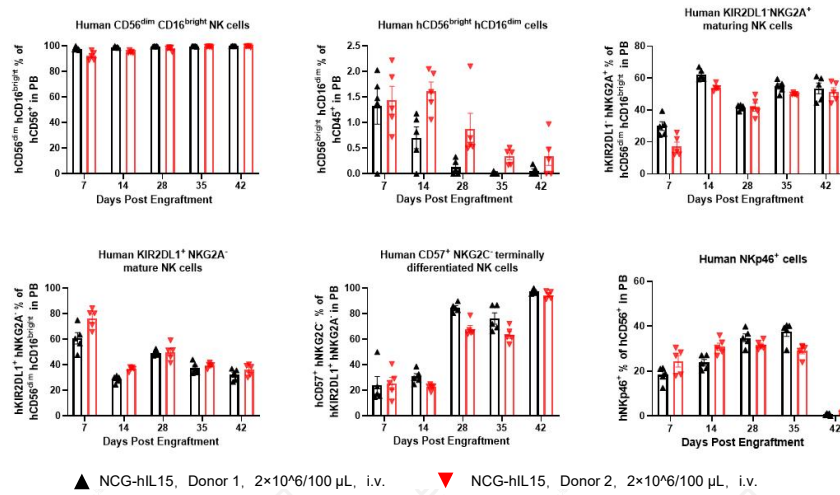 Human CD56dim CD16bright NK cells
hCD56dim hCD16bright % of
hCD56+ in PB
100
80
60
40
20
0
7 14 28 35 42
Days Post Engraftment
Human hCD56bright hCD16dim cells
hCD56bright hCD16dim % of
hCD45+ in PB
2.5
2.0
1.5
1.0
0.5
0.0
7 14 28 35 42
Days Post Engraftment
Human KIR2DL1-NKG2A+
maturing NK cells
hKIR2DL1- hNKG2A+ % of
hCD56dim hCD16bright in PB
80
60
40
20
0
7 14 28 35 42
Days Post Engraftment
Human KIR2DL1+ NKG2A-
mature NK cells
hKIR2DL1+ hNKG2A- % of
hCD56dim hCD16bright in PB
100
80
60
40
20
0
7 14 28 35 42
Days Post Engraftment
Human CD57+ NKG2C- terminally
differentiated NK cells
hCD57+ hNKG2C- % of
hKIR2DL1+ hNKG2A- in PB
100
80
60
40
20
0
7 14 28 35 42
Days Post Engraftment
Human NKp46+ cells
hNKp46+ % of hCD56+ in PB
60
40
20
0
7 14 28 35 42
Days Post Engraftment
NCG-hIL15, Donor 1, 2×10^6/100 μL, i.v.
NCG-hIL15, Donor 2, 2×10^6/100 μL, i.v.